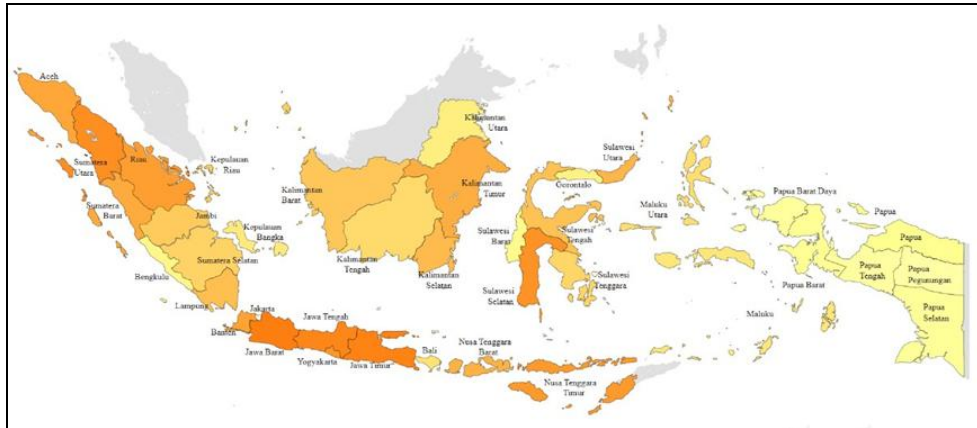 Aceh
Sumatera
Utara
Riau
Kepulauan
Riau
Sumatera
Barat
Jambi
Kepulauan
Bangka
Sumatera Selatan
Bengkulu
Lampung
Jakarta
Banten
Jawa Tengah
Jawa Barat
Yogyakarta
Jawa Timur
Bali
Nusa Tenggara
Barat
Nusa Tenggara
Timur
Kalimantan
Utara
Kalimantan
Barat
Kalimantan
Timur
Kalimantan
Tengah
Kalimantan
Selatan
Sulawesi
Utara
Gorontalo
Sulawesi
Barat
Sulawesi
Tengah
Sulawesi
Tenggara
Sulawesi
Selatan
Maluku
Utara
Maluku
Papua Barat Daya
Papua
Papua
Papua Barat
Papua
Tengah
Papua
Pegunungan
Papua
Selatan